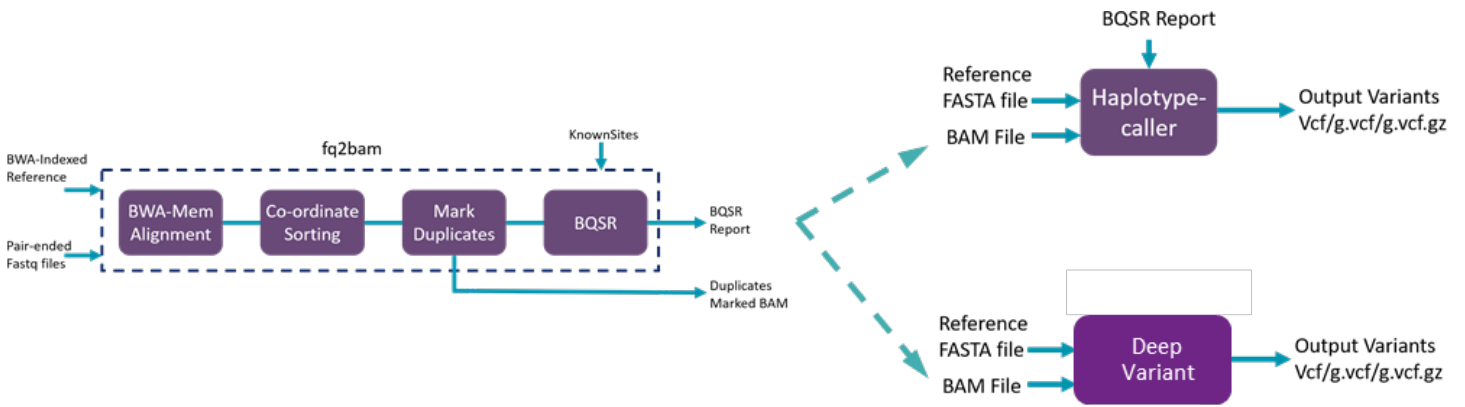 fq2bam
KnownSites
BWA-Indexed
Reference
Pair-ended
Fastq files
BWA-Mem
Alignment
Co-ordinate
Sorting
Mark
Duplicates
BQSR
BQSR
Report
Duplicates
Marked BAM
BQSR Report
Reference
FASTA file
BAM File
Haplotype-
caller
Output Variants
Vcf/g.vcf/g.vcf.gz
Reference
FASTA file
BAM File
Deep
Variant
Output Variants
Vcf/g.vcf/g.vcf.gz